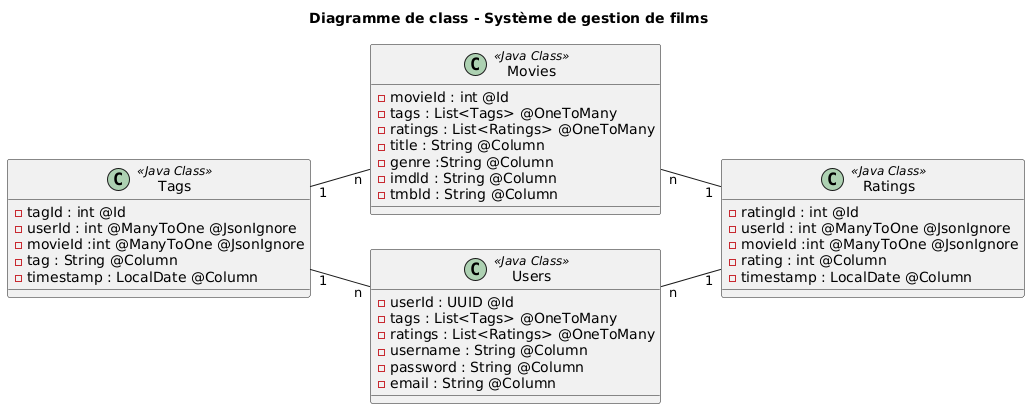 Diagramme de class - Système de gestion de films
C «Java Class»
Movies
movieId : int @Id
tags : List<Tags> @OneToMany
ratings : List<Ratings> @OneToMany
title : String @Column
genre :String @Column
imdId : String @Column
tmbId : String @Column
C «Java Class»
Tags
tagId : int @Id
userId : int @ManyToOne @JsonIgnore
movieId :int @ManyToOne @JsonIgnore
tag : String @Column
timestamp : LocalDate @Column
1
n
n
1
C «Java Class»
Ratings
ratingId : int @Id
userId : int @ManyToOne @JsonIgnore
movieId :int @ManyToOne @JsonIgnore
rating : int @Column
timestamp : LocalDate @Column
1
n
n
1
C «Java Class»
Users
userId : UUID @Id
tags : List<Tags> @OneToMany
ratings : List<Ratings> @OneToMany
username : String @Column
password : String @Column
email : String @Column